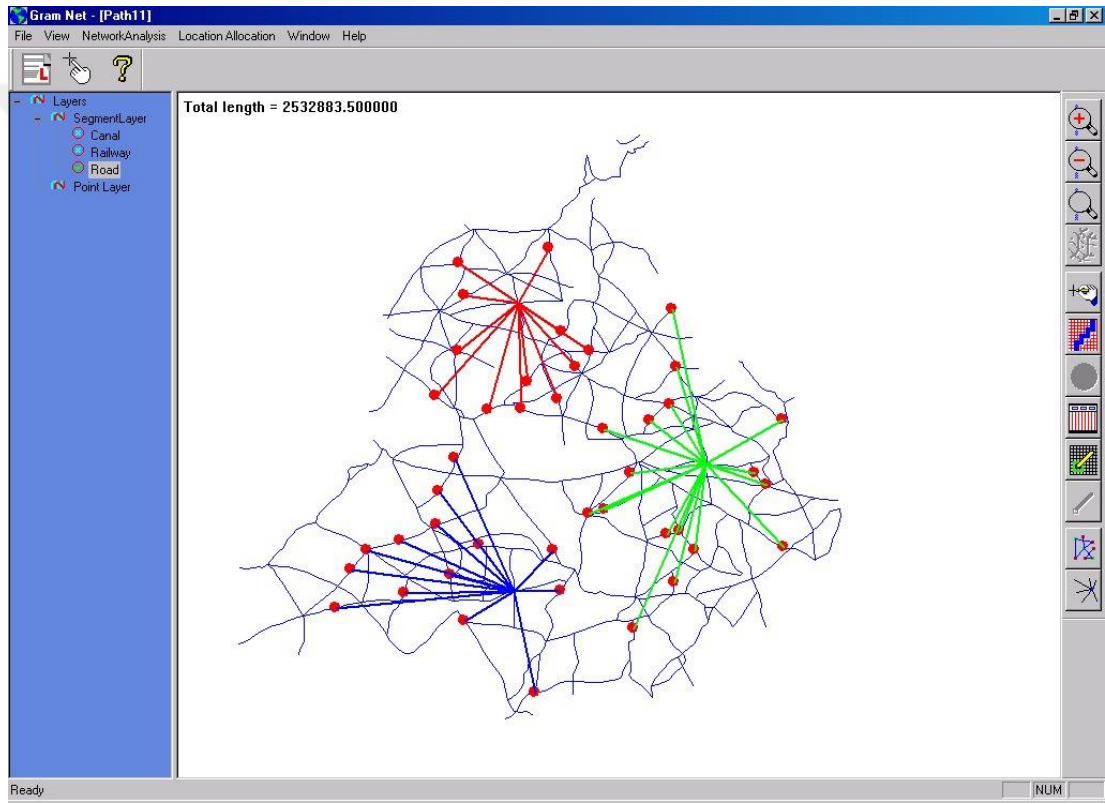 Gram Net - [Path11]
File View NetworkAnalysis Location Allocation Window Help
Layers
SegmentLayer
Canal
Railway
Road
Point Layer
Total length = 2532883.500000
Ready
NUM